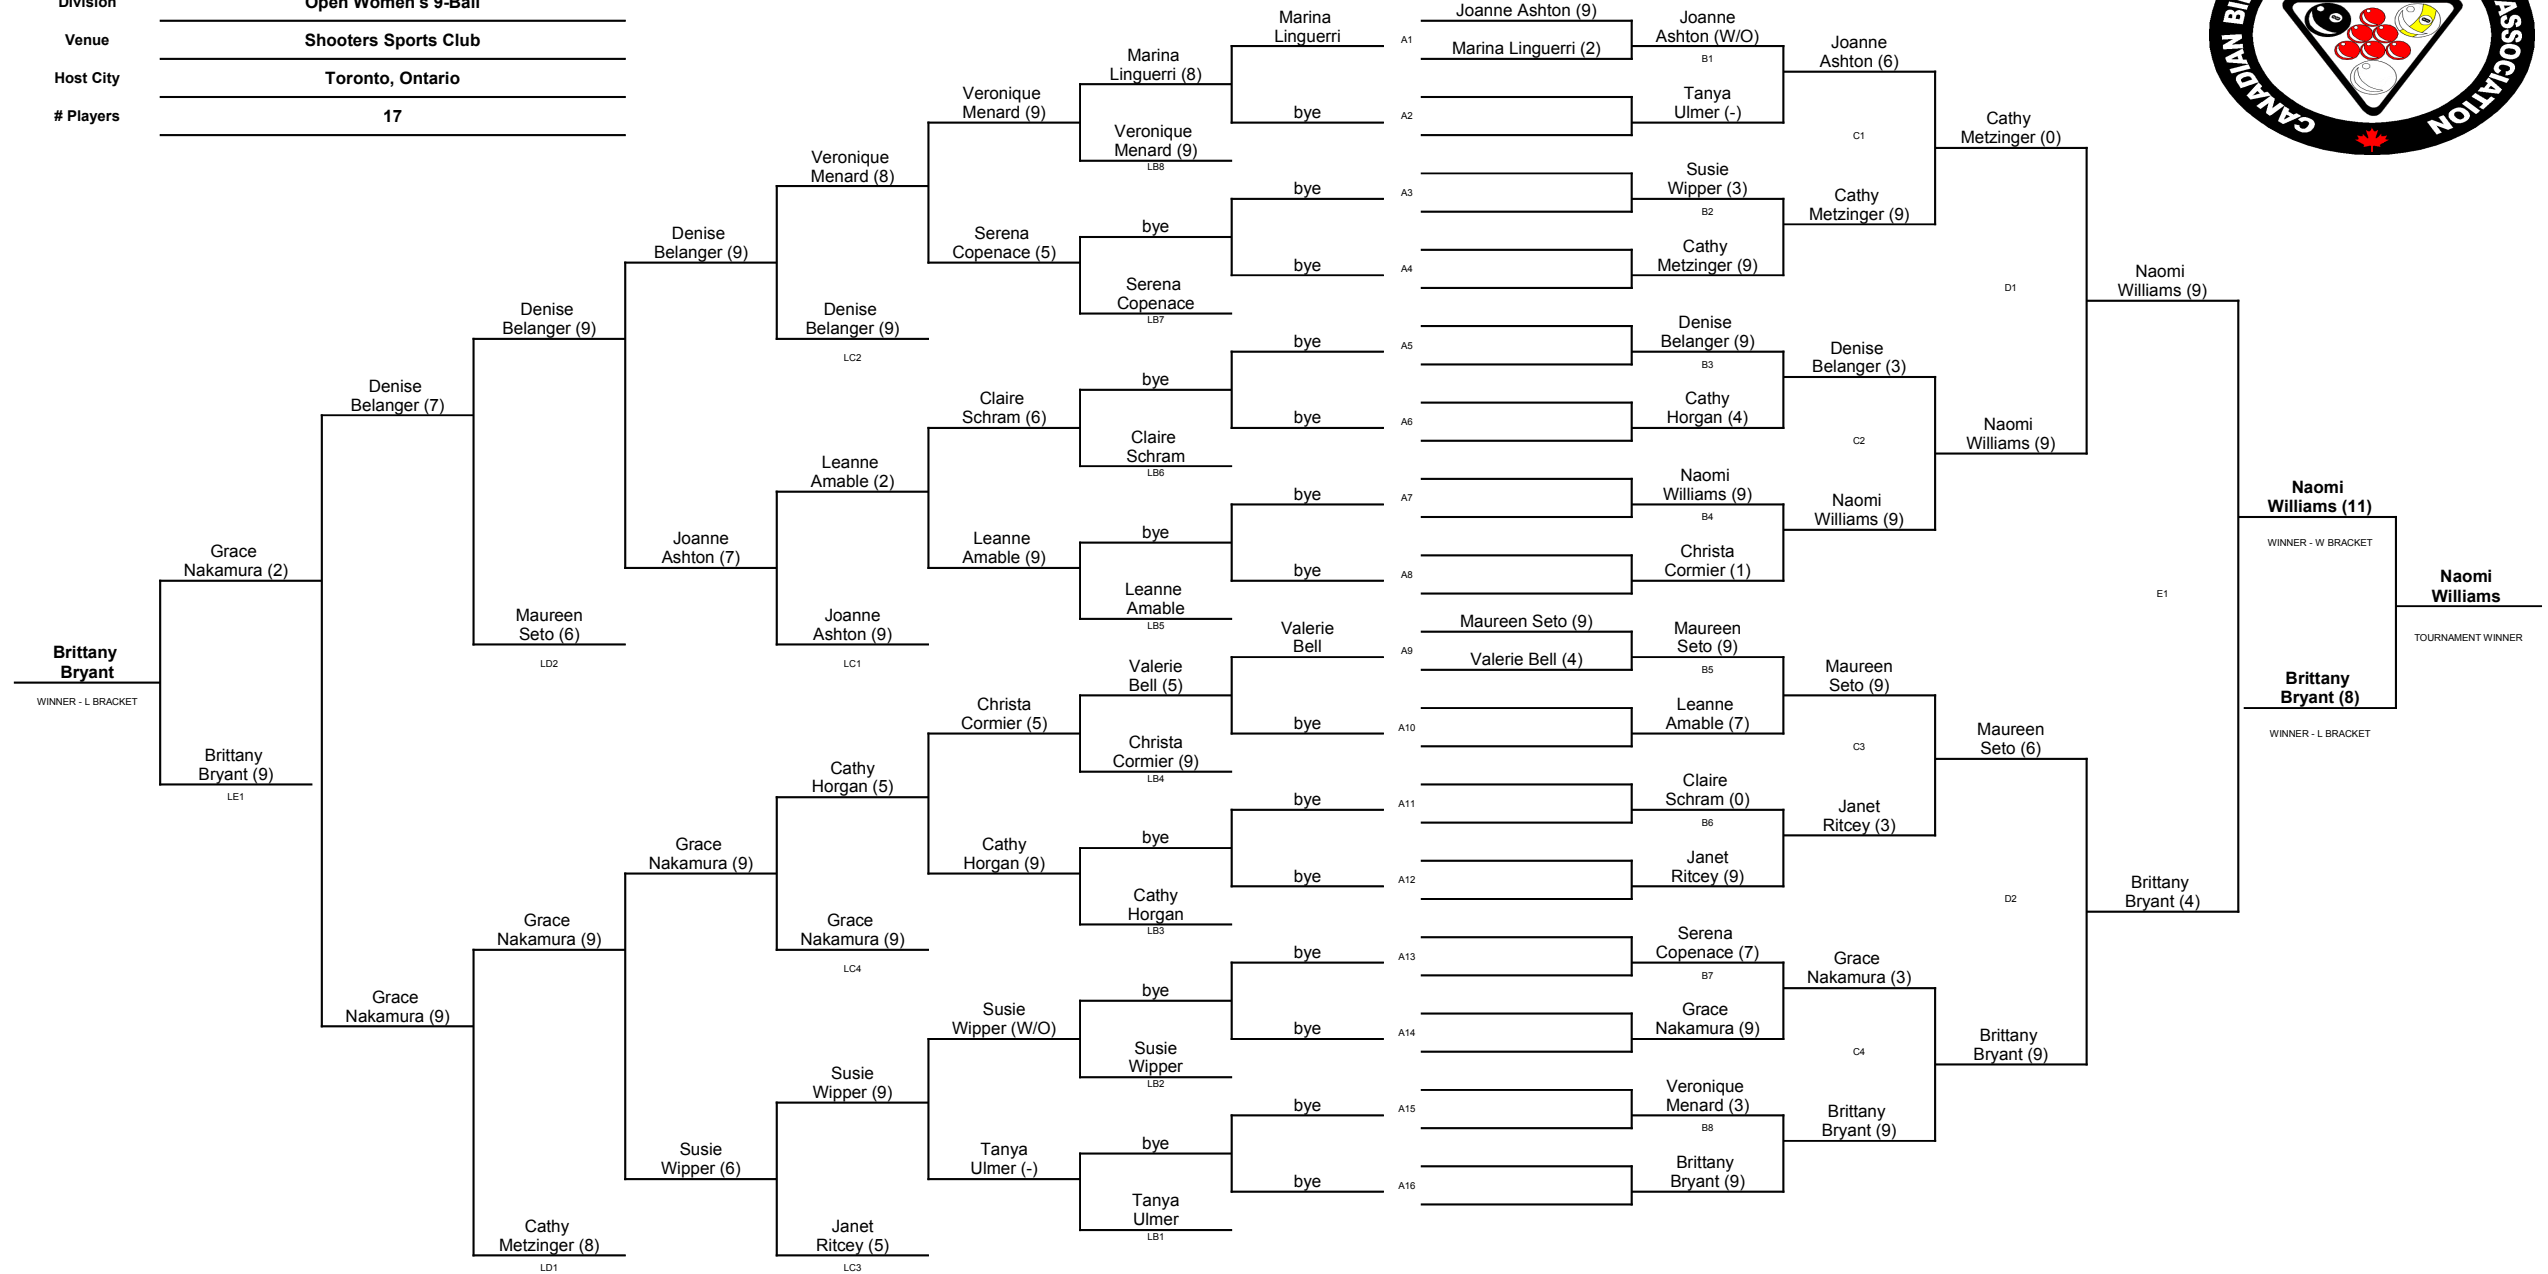 Division
Open Women's 9-Ball
Venue
Shooters Sports Club
Host City
Toronto, Ontario
# Players
17
CANADIAN
ASSOCIATION
Brittany
Bryant
WINNER - L BRACKET
Grace
Nakamura (2)
Brittany
Bryant (9)
LE1
Denise
Belanger (7)
Grace
Nakamura (9)
Denise
Belanger (9)
Maureen
Seto (6)
LD2
Grace
Nakamura (9)
Cathy
Metzinger (8)
LD1
Denise
Belanger (9)
Joanne
Ashton (7)
Grace
Nakamura (9)
Susie
Wipper (6)
Veronique
Menard (8)
Denise
Belanger (9)
LC2
Leanne
Amable (2)
Joanne
Ashton (9)
LC1
Cathy
Horgan (5)
Grace
Nakamura (9)
LC4
Susie
Wipper (9)
Janet
Ritcey (5)
LC3
Veronique
Menard (9)
Serena
Copenace (5)
Claire
Schram (6)
Leanne
Amable (9)
Christa
Cormier (5)
Cathy
Horgan (9)
Susie
Wipper (W/O)
Tanya
Ulmer (-)
Marina
Linguerri (8)
Veronique
Menard (9)
LB8
bye
Serena
Copenace
LB7
bye
Claire
Schram
LB6
bye
Leanne
Amable
LB5
Valerie
Bell (5)
Christa
Cormier (9)
LB4
bye
Cathy
Horgan
LB3
bye
Susie
Wipper
LB2
bye
Tanya
Ulmer
LB1
Marina
Linguerri
bye
bye
bye
bye
bye
bye
bye
Valerie
Bell
bye
bye
bye
bye
bye
bye
bye
A1
A2
A3
A4
A5
A6
A7
A8
A9
A10
A11
A12
A13
A14
A15
A16
Joanne Ashton (9)
Marina Linguerri (2)
Maureen Seto (9)
Valerie Bell (4)
Joanne
Ashton (W/O)
B1
Tanya
Ulmer (-)
Susie
Wipper (3)
B2
Cathy
Metzinger (9)
Denise
Belanger (9)
B3
Cathy
Horgan (4)
Naomi
Williams (9)
B4
Christa
Cormier (1)
Maureen
Seto (9)
B5
Leanne
Amable (7)
Claire
Schram (0)
B6
Janet
Ritcey (9)
Serena
Copenace (7)
B7
Grace
Nakamura (9)
Veronique
Menard (3)
B8
Brittany
Bryant (9)
Joanne
Ashton (6)
C1
Cathy
Metzinger (9)
Denise
Belanger (3)
C2
Naomi
Williams (9)
Maureen
Seto (9)
C3
Janet
Ritcey (3)
Grace
Nakamura (3)
C4
Brittany
Bryant (9)
Cathy
Metzinger (0)
D1
Naomi
Williams (9)
Maureen
Seto (6)
D2
Brittany
Bryant (9)
Naomi
Williams (9)
E1
Brittany
Bryant (4)
Naomi
Williams (11)
WINNER - W BRACKET
Brittany
Bryant (8)
WINNER - L BRACKET
Naomi
Williams
TOURNAMENT WINNER